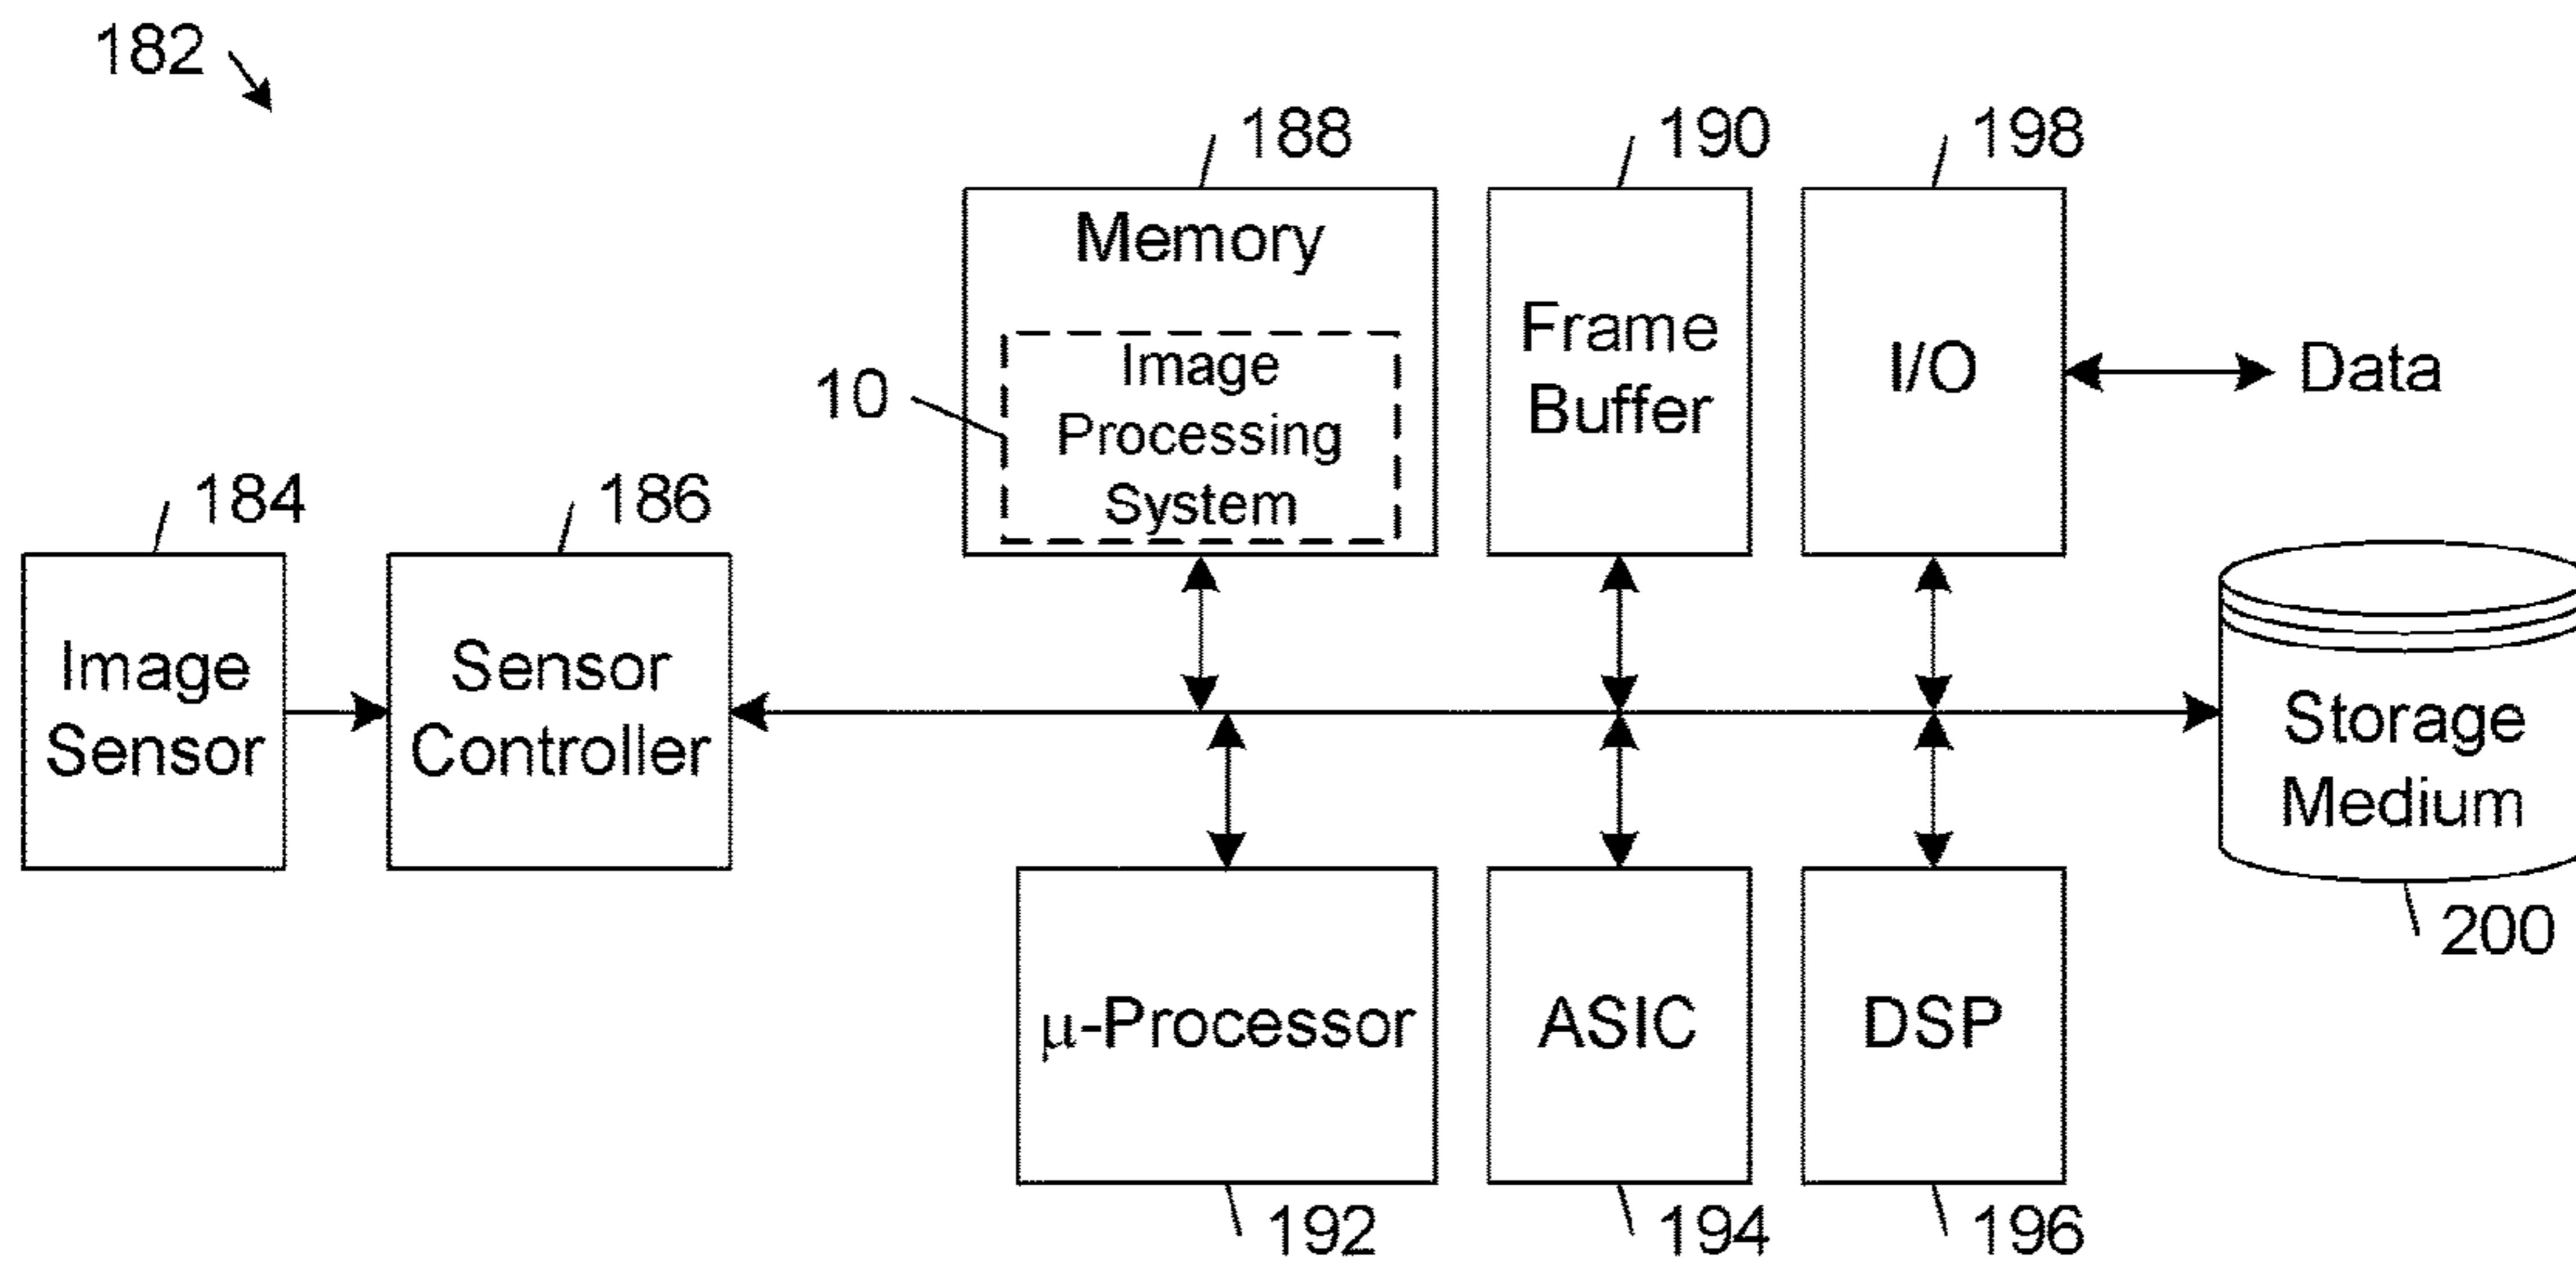 182
188
190
198
Memory
Image
Processing
System
10
Frame
Buffer
I/O
Data
184
186
Image
Sensor
Sensor
Controller
Storage
Medium
200
μ-Processor
ASIC
DSP
192
194
196